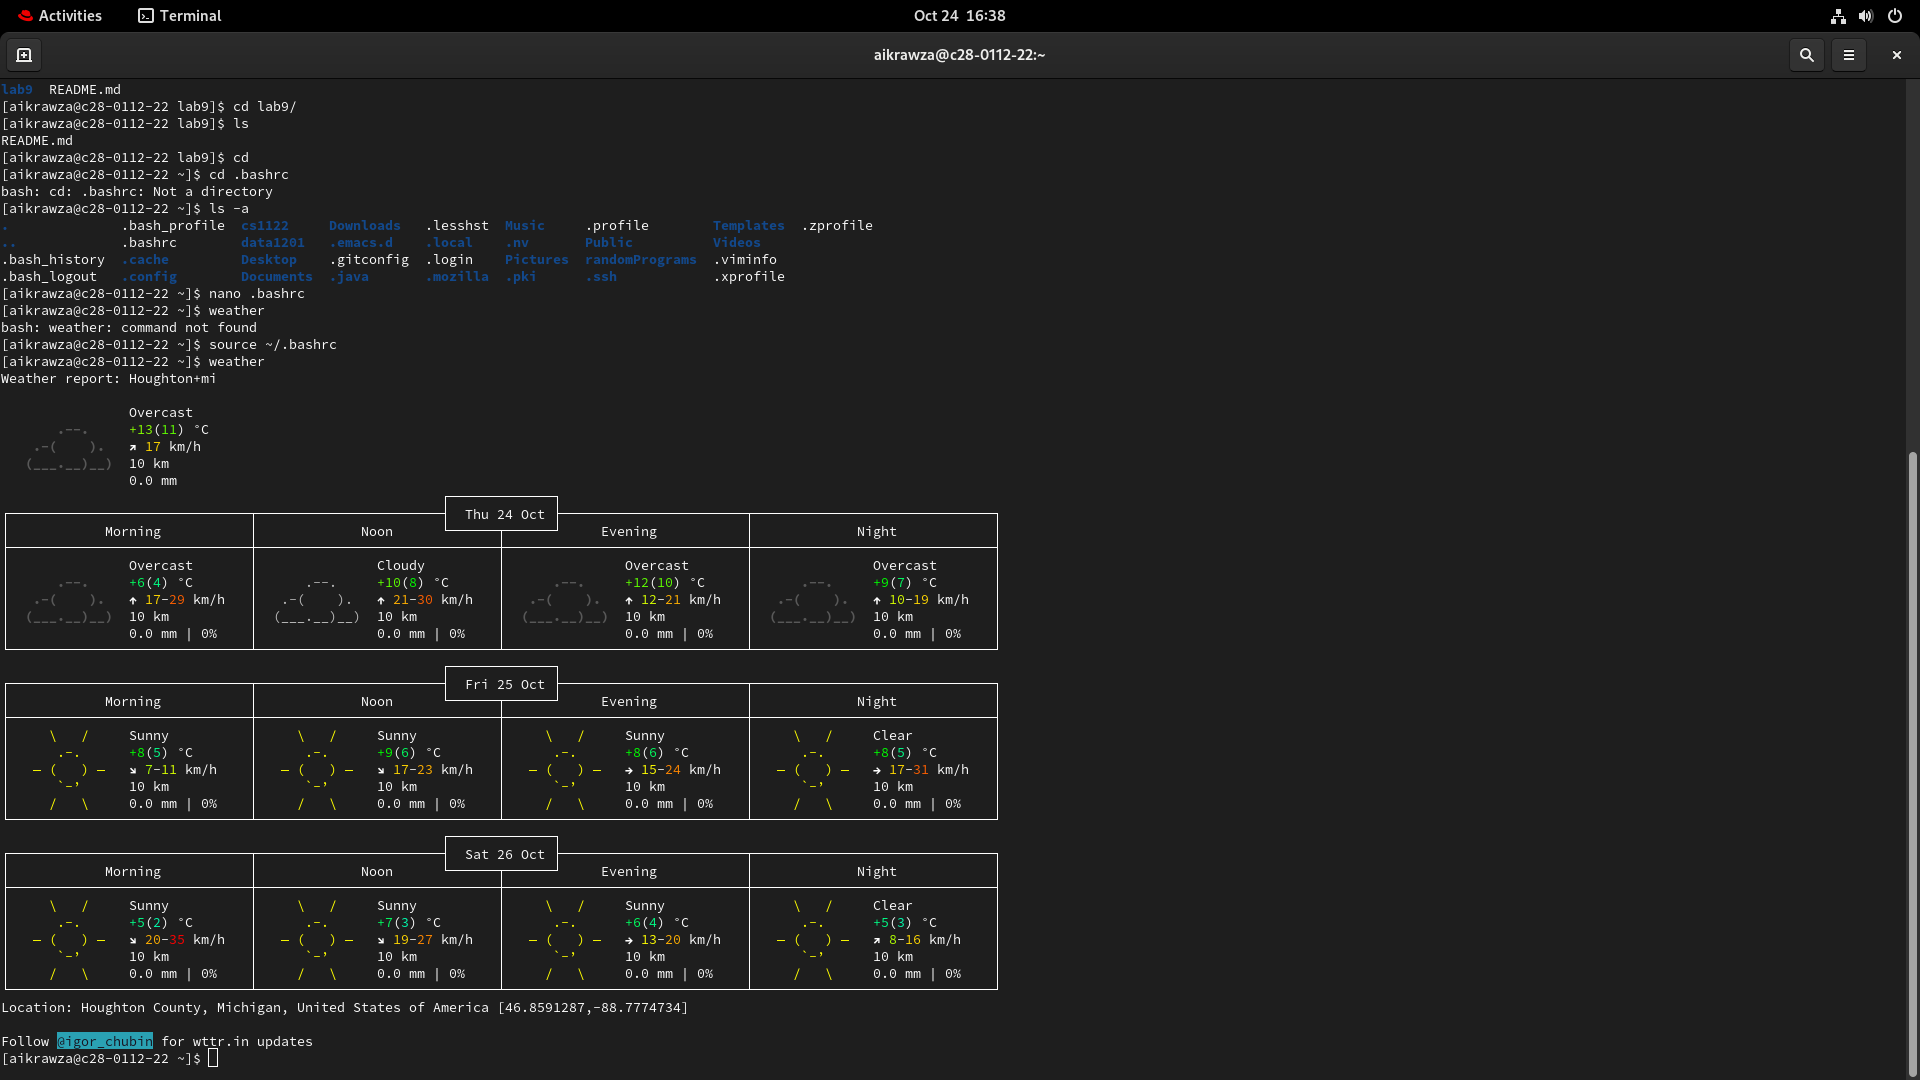 Activities Terminal Oct 24 16:38
aikrawza@c28-0112-22:~
lab9 README.md
[aikrawza@c28-0112-22 lab9]$ cd lab9/
[aikrawza@c28-0112-22 lab9]$ ls
README.md
[aikrawza@c28-0112-22 lab9]$ cd
[aikrawza@c28-0112-22 ~]$ cd .bashrc
bash: cd: .bashrc: Not a directory
[aikrawza@c28-0112-22 ~]$ ls -a
. .bash_profile cs1122 Downloads .lesshst Music .profile Templates .zprofile
.. .bashrc data1201 .emacs.d .local .nv Public Videos
.bash_history .cache Desktop .gitconfig .login Pictures randomPrograms .viminfo
.bash_logout .config Documents .java .mozilla .pki .ssh .xprofile
[aikrawza@c28-0112-22 ~]$ nano .bashrc
[aikrawza@c28-0112-22 ~]$ weather
bash: weather: command not found
[aikrawza@c28-0112-22 ~]$ source ~/.bashrc
[aikrawza@c28-0112-22 ~]$ weather
Weather report: Houghton+mi
Overcast
+13(11) °C
↗ 17 km/h
10 km
0.0 mm
Thu 24 Oct
Morning Noon Evening Night
Overcast Cloudy Overcast Overcast
+6(4) °C +10(8) °C +12(10) °C +9(7) °C
↑ 17-29 km/h ↑ 21-30 km/h ↑ 12-21 km/h ↑ 10-19 km/h
10 km 10 km 10 km 10 km
0.0 mm | 0% 0.0 mm | 0% 0.0 mm | 0% 0.0 mm | 0%
Fri 25 Oct
Morning Noon Evening Night
Sunny Sunny Sunny Clear
+8(5) °C +9(6) °C +8(6) °C +8(5) °C
↘ 7-11 km/h ↘ 17-23 km/h → 15-24 km/h → 17-31 km/h
10 km 10 km 10 km 10 km
0.0 mm | 0% 0.0 mm | 0% 0.0 mm | 0% 0.0 mm | 0%
Sat 26 Oct
Morning Noon Evening Night
Sunny Sunny Sunny Clear
+5(2) °C +7(3) °C +6(4) °C +5(3) °C
↘ 20-35 km/h ↘ 19-27 km/h → 13-20 km/h ↗ 8-16 km/h
10 km 10 km 10 km 10 km
0.0 mm | 0% 0.0 mm | 0% 0.0 mm | 0% 0.0 mm | 0%
Location: Houghton County, Michigan, United States of America [46.8591287,-88.7774734]
Follow @igor_chubin for wttr.in updates
[aikrawza@c28-0112-22 ~]$